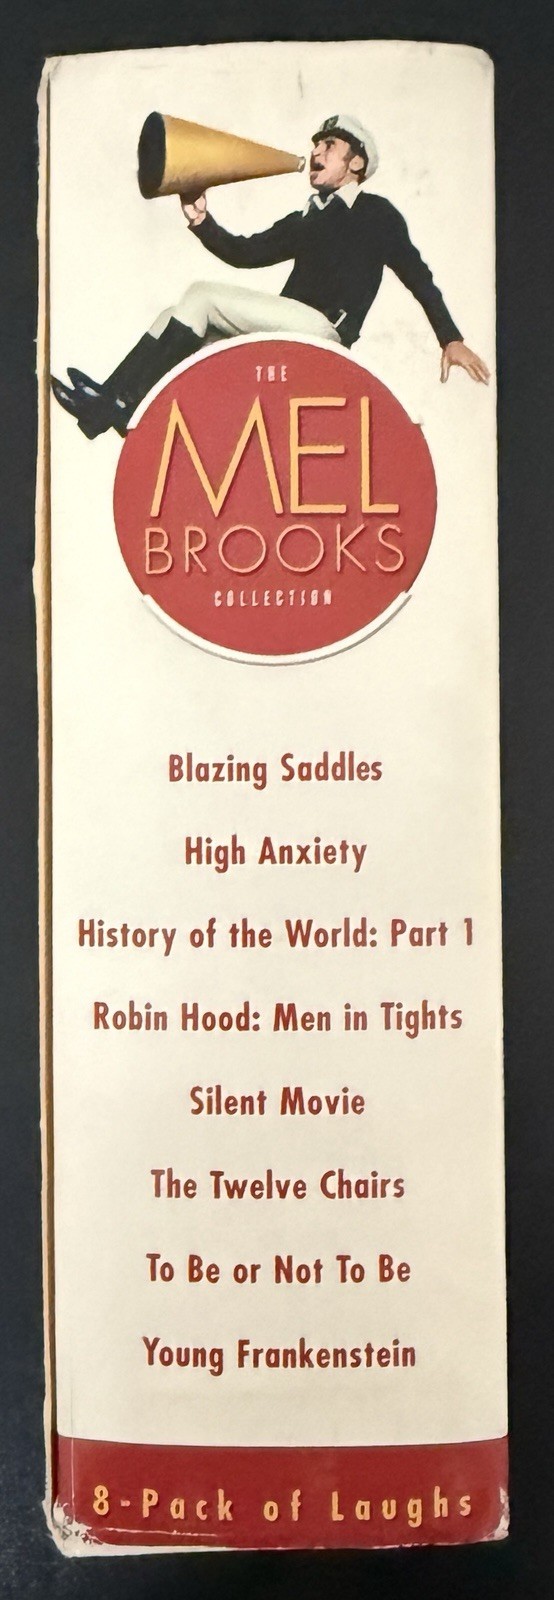 THE
MEL
BROOKS
COLLECTION
Blazing Saddles
High Anxiety
History of the World: Part 1
Robin Hood: Men in Tights
Silent Movie
The Twelve Chairs
To Be or Not To Be
Young Frankenstein
8-Pack of Laughs